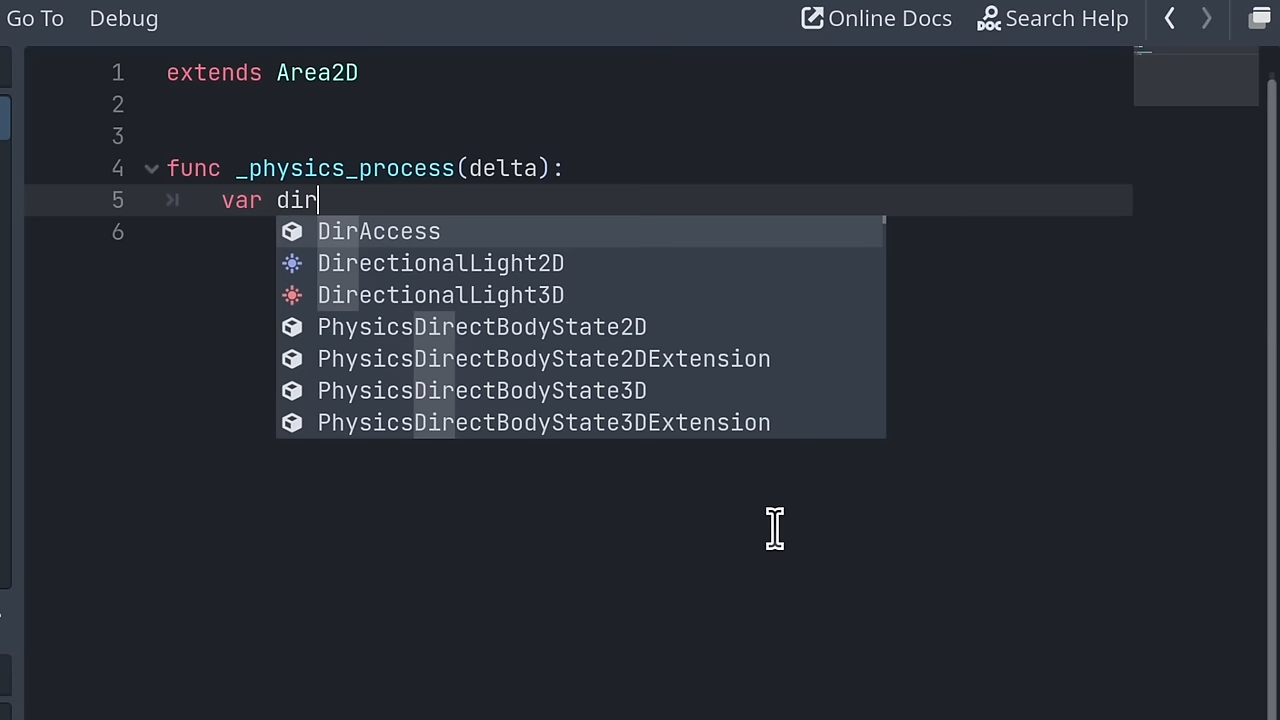 Go To Debug Online Docs Search Help
1 extends Area2D
2
3
4 func _physics_process(delta):
5 var dir
DirAccess
6
DirectionalLight2D
DirectionalLight3D
PhysicsDirectBodyState2D
PhysicsDirectBodyState2DExtension
PhysicsDirectBodyState3D
PhysicsDirectBodyState3DExtension